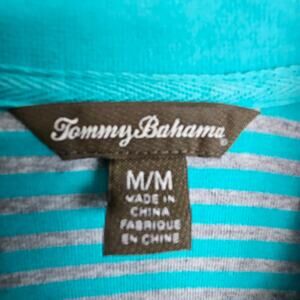 Tommy Bahama®
M/M
MADE IN
CHINA
FABRIQUE
EN CHINE